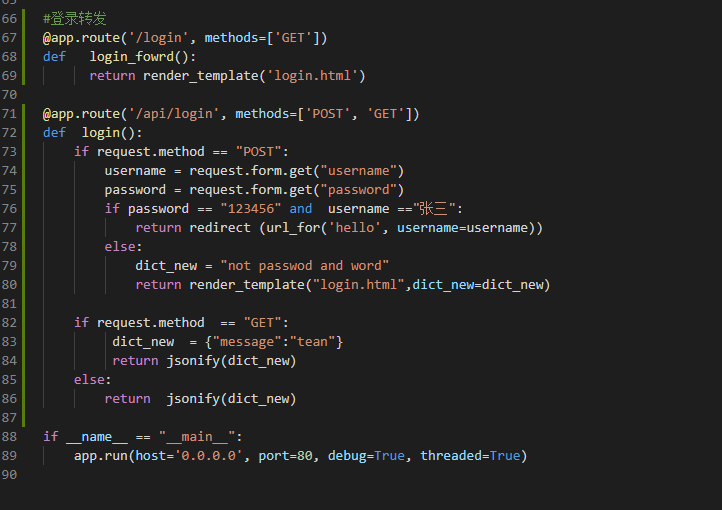 66 #登录转发
67 @app.route('/login', methods=['GET'])
68 def   login_fowrd():
69       return render_template('login.html')
70
71 @app.route('/api/login', methods=['POST', 'GET'])
72 def  login():
73     if request.method == "POST":
74         username = request.form.get("username")
75         password = request.form.get("password")
76         if password == "123456" and  username =="张三":
77             return redirect (url_for('hello', username=username))
78         else:
79             dict_new = "not passwod and word"
80             return render_template("login.html",dict_new=dict_new)
81
82     if request.method  == "GET":
83          dict_new  = {"message":"tean"}
84          return jsonify(dict_new)
85     else:
86         return  jsonify(dict_new)
87
88 if __name__ == "__main__":
89     app.run(host='0.0.0.0', port=80, debug=True, threaded=True)
90